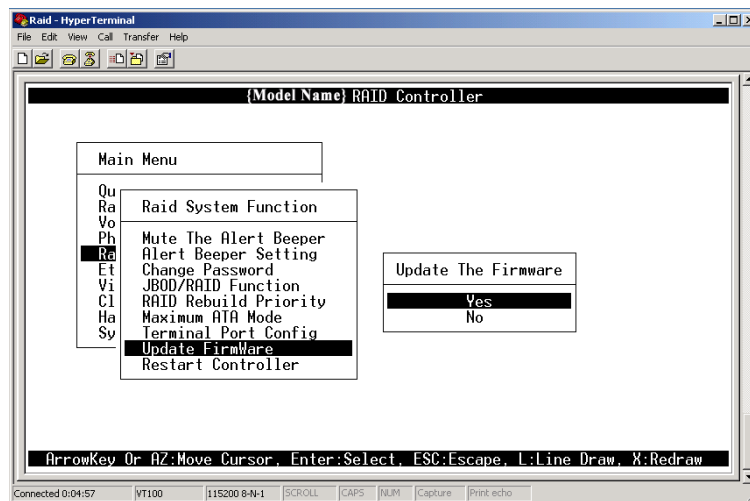 Raid - HyperTerminal
File Edit View Call Transfer Help
{Model Name} RAID Controller
Main Menu
Qu
Ra
Vo
Ph
Ra
Et
Vi
Cl
Ha
Sy
Raid System Function
Mute The Alert Beeper
Alert Beeper Setting
Change Password
JBOD/RAID Function
RAID Rebuild Priority
Maximum ATA Mode
Terminal Port Config
Update FirmWare
Restart Controller
Update The Firmware
Yes
No
ArrowKey Or AZ:Move Cursor, Enter:Select, ESC:Escape, L:Line Draw, X:Redraw
Connected 0:04:57 VT100 115200 8-N-1 SCROLL CAPS NUM Capture Print echo